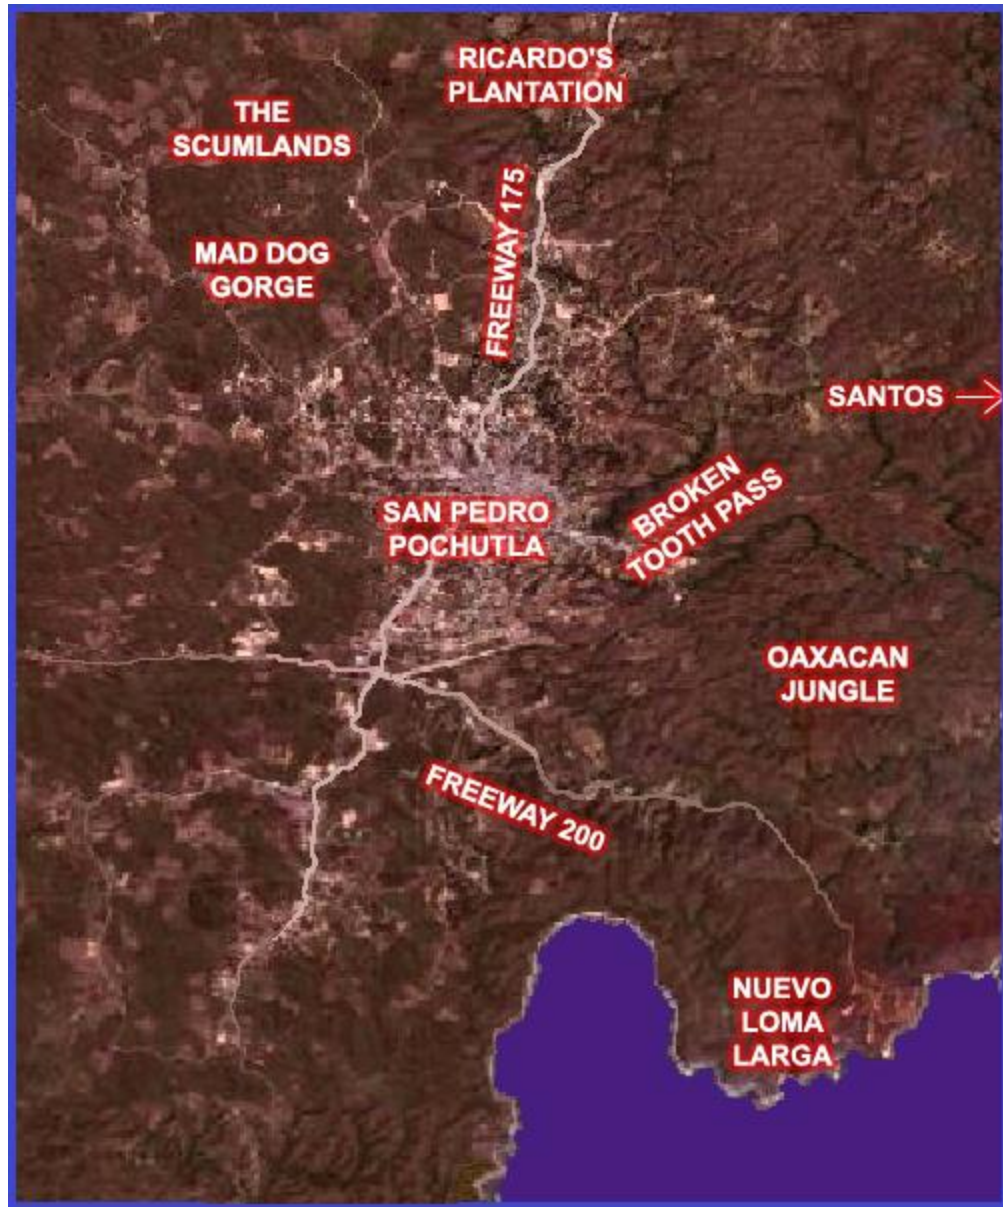 RICARDO'S
PLANTATION
THE
SCUMLANDS
FREEWAY 175
MAD DOG
GORGE
SANTOS
BROKEN
TOOTH PASS
SAN PEDRO
POCHUTLA
OAXACAN
JUNGLE
FREEWAY 200
NUEVO
LOMA
LARGA